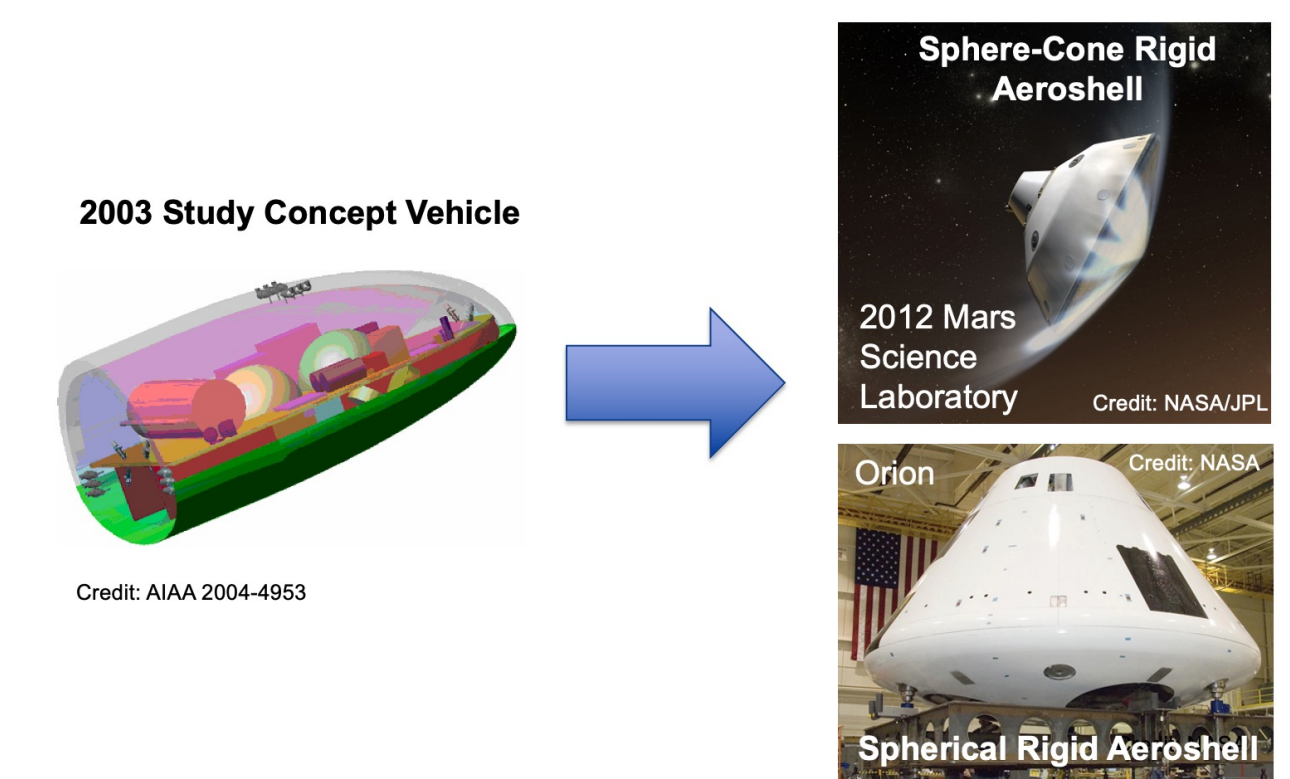 2003 Study Concept Vehicle
Credit: AIAA 2004-4953
Sphere-Cone Rigid
Aeroshell
2012 Mars
Science
Laboratory
Credit: NASA/JPL
Orion
Credit: NASA
Spherical Rigid Aeroshell